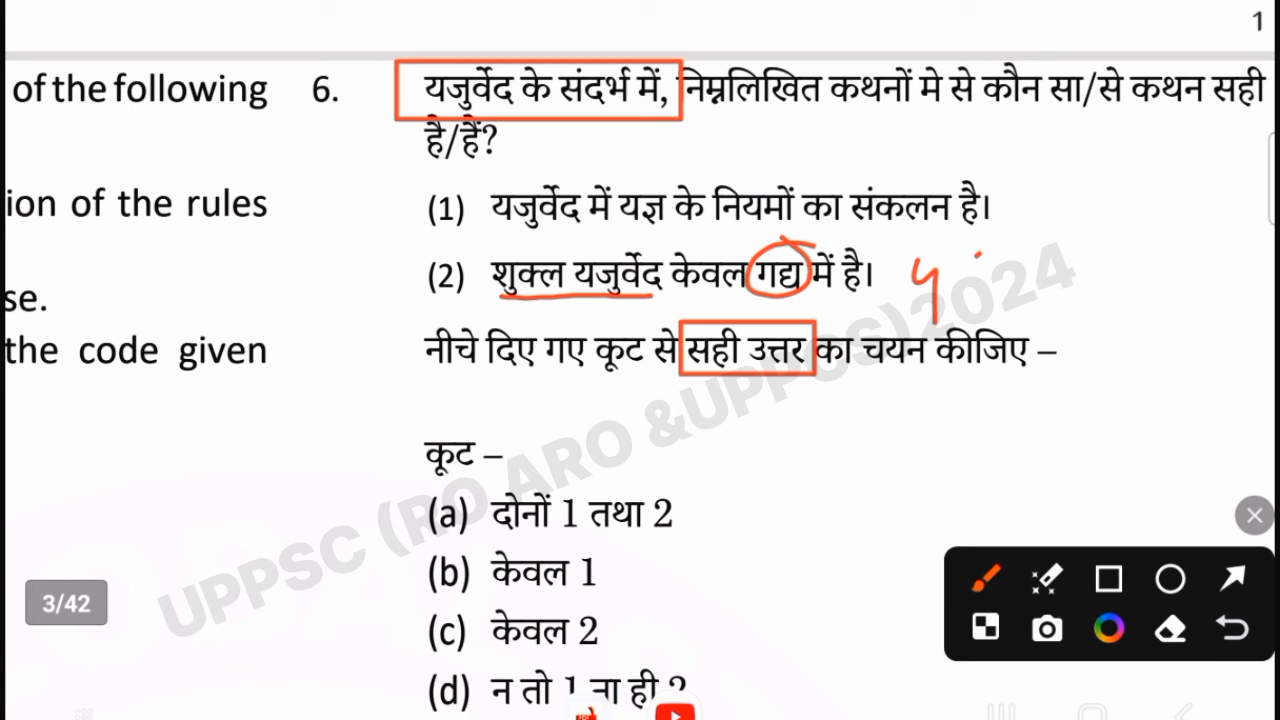 1
of the following
6. यजुर्वेद के संदर्भ में, निम्नलिखित कथनों मे से कौन सा/से कथन सही
है/हैं?
ion of the rules
(1) यजुर्वेद में यज्ञ के नियमों का संकलन है।
(2) शुक्ल यजुर्वेद केवल गद्य में है।
se.
the code given
नीचे दिए गए कूट से सही उत्तर का चयन कीजिए –
कूट –
(a) दोनों 1 तथा 2
(b) केवल 1
(c) केवल 2
(d) न तो 1 ना ही 2
UPPSC (RO ARO &UPPCS)2024
3/42